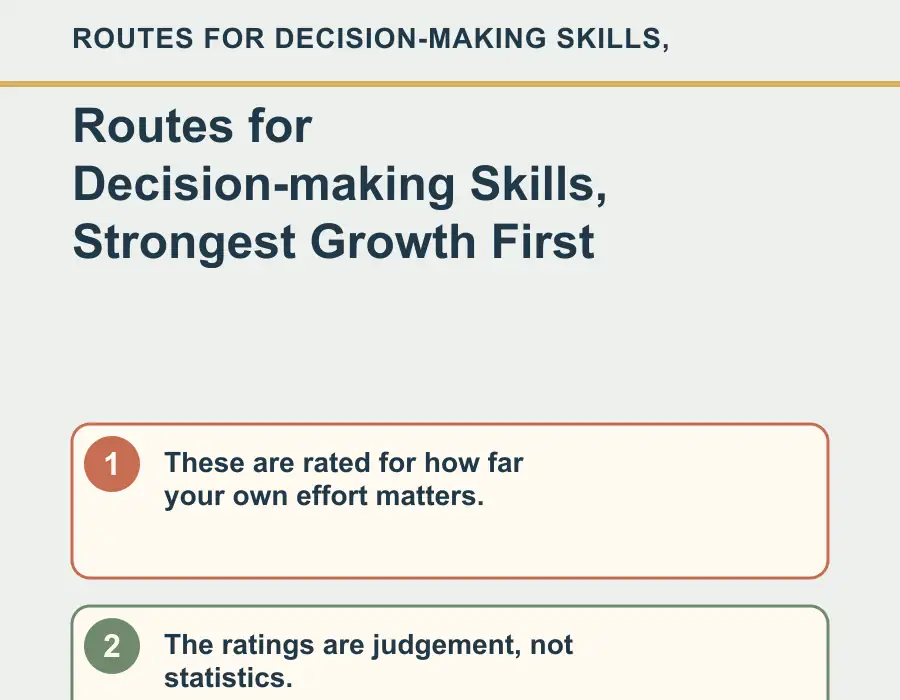 ROUTES FOR DECISION-MAKING SKILLS,
Routes for
Decision-making Skills,
Strongest Growth First
1
These are rated for how far
your own effort matters.
2
The ratings are judgement, not
statistics.